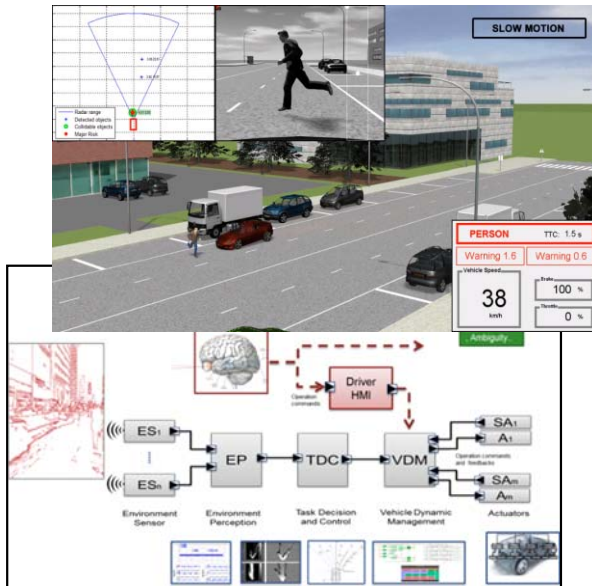 SLOW MOTION
Radar range
Detected objects
Collidable objects
Major Risk
PERSON TTC: 1.5 s
Warning 1.6 Warning 0.6
Vehicle Speed
38
km/h
Brake
100 %
Throttle
0 %
, Ambiguity..
Operation
commands
Driver
HMI
ES1
ESn
EP
TDC
VDM
SA1
A1
Operation commands
and feedbacks
SAm
Am
Environment
Sensor
Environment
Perception
Task Decision
and Control
Vehicle Dynamic
Management
Actuators